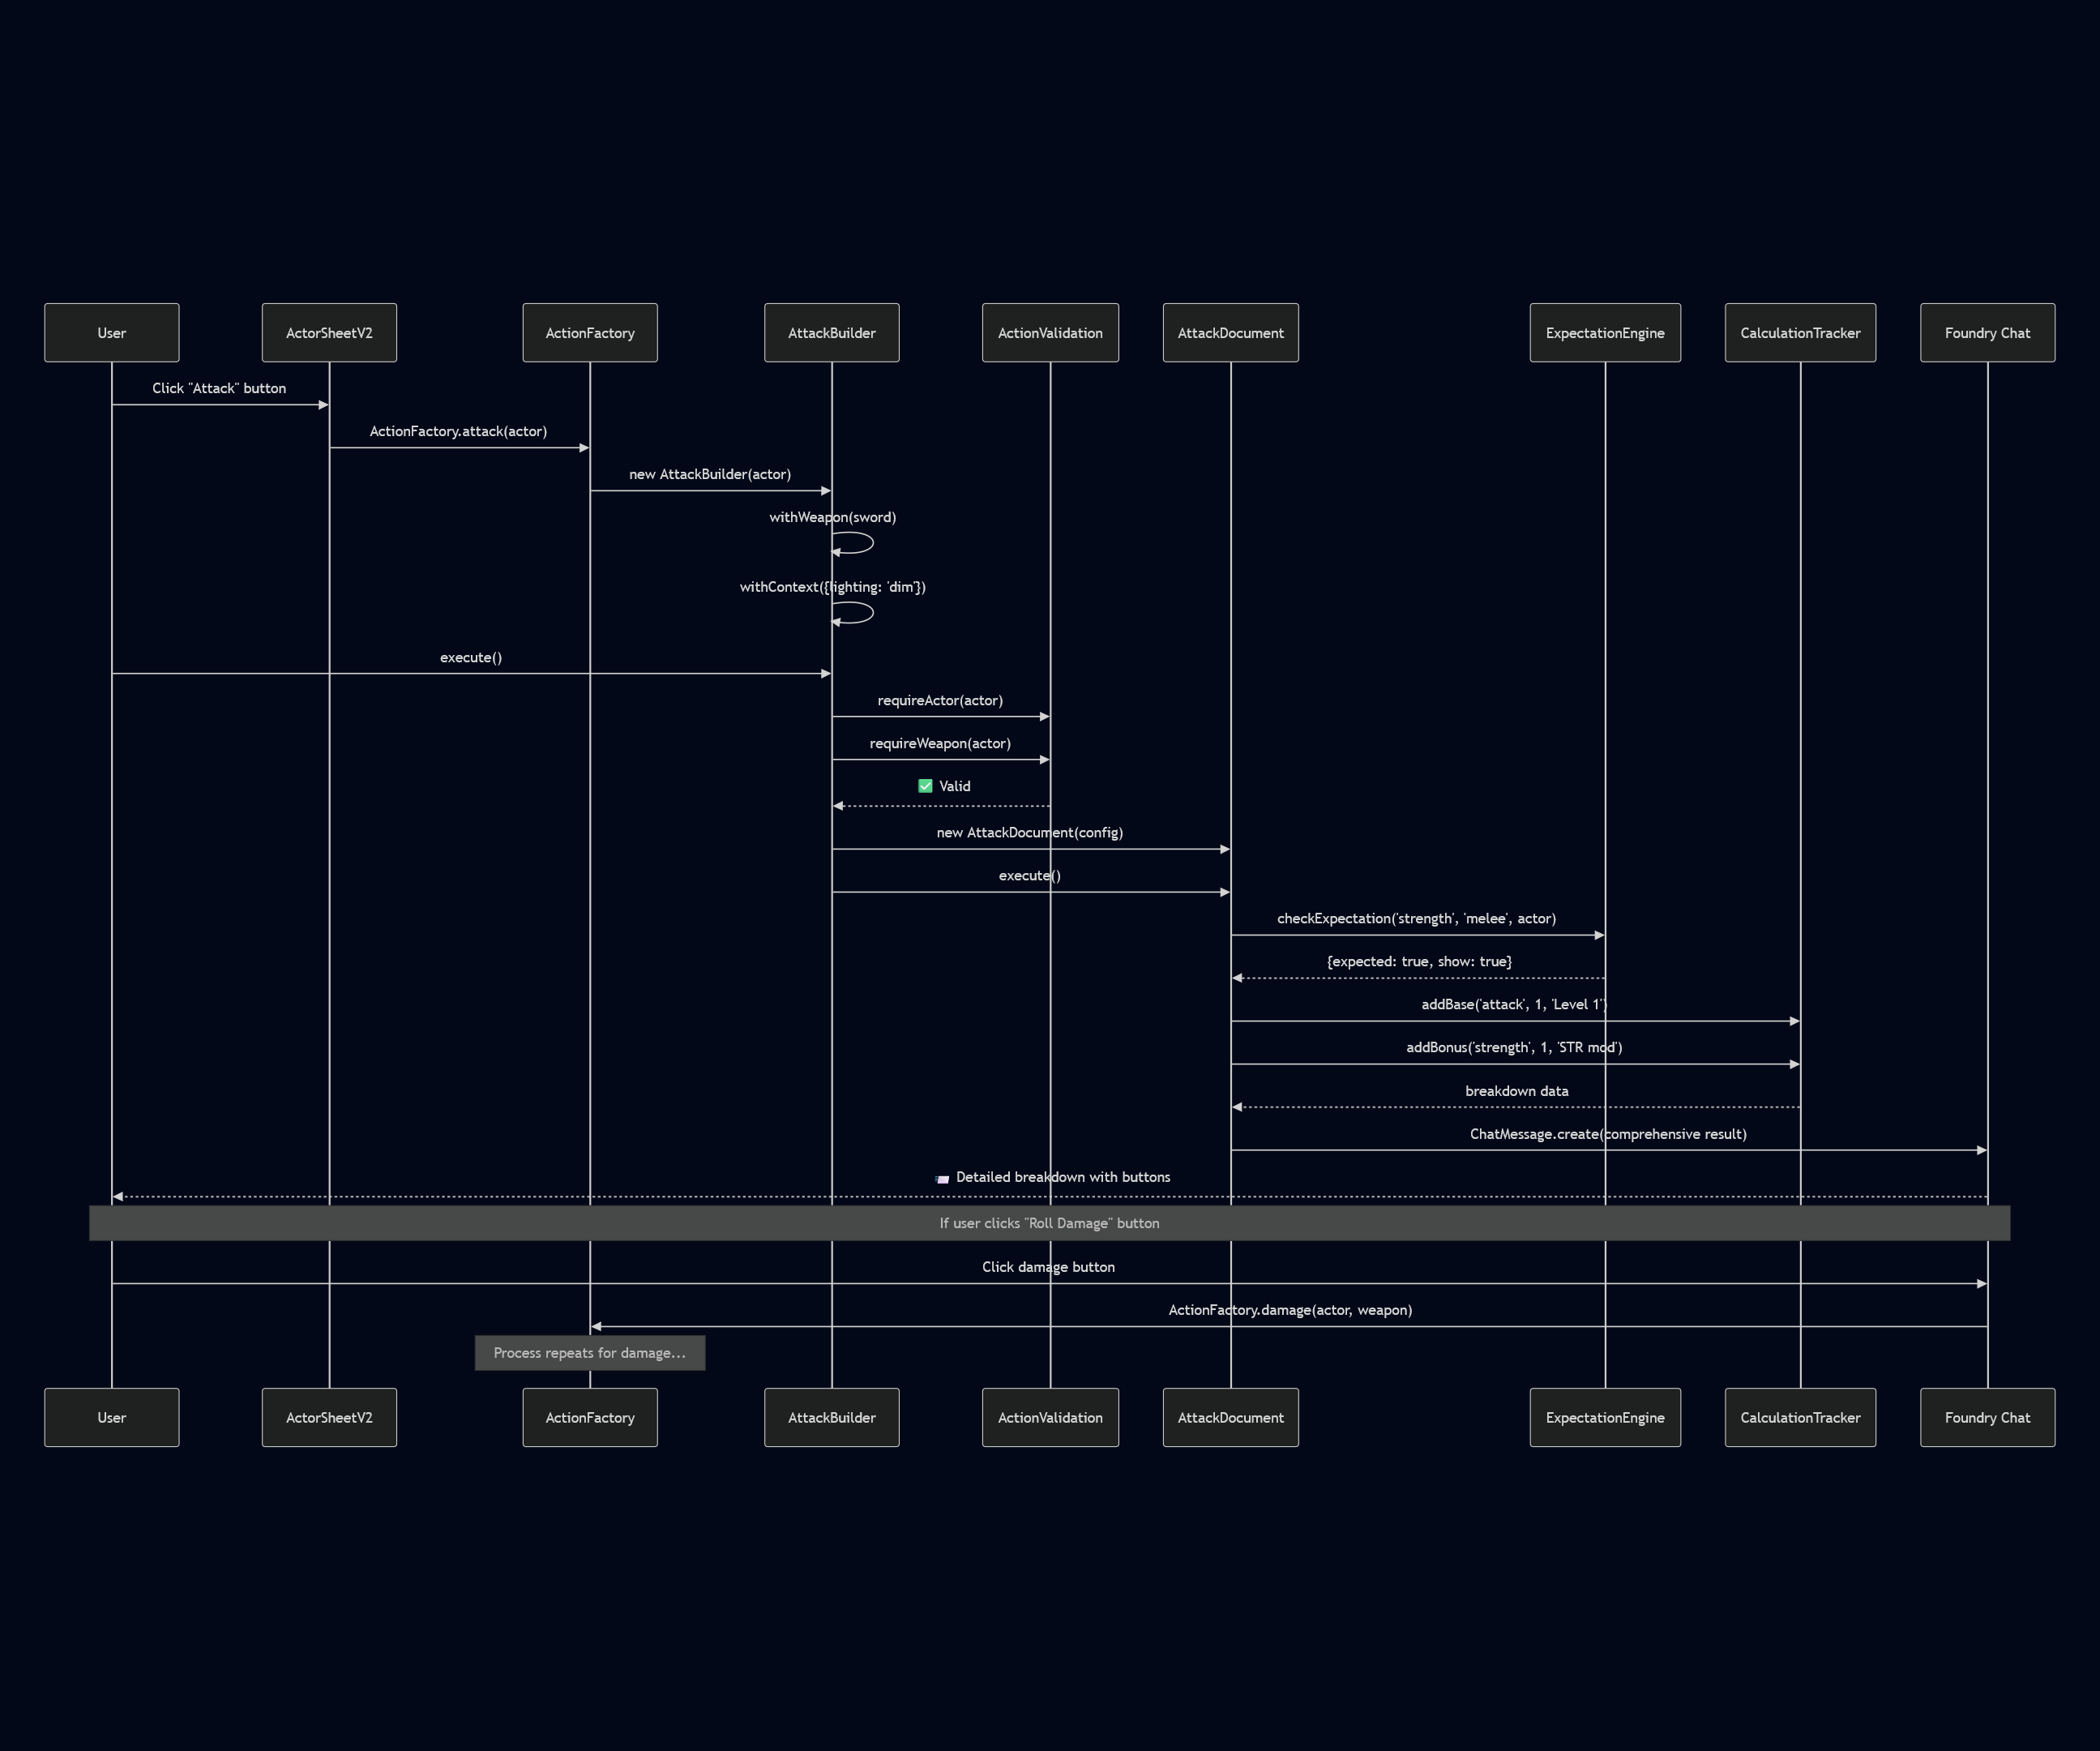 User
ActorSheetV2
ActionFactory
AttackBuilder
ActionValidation
AttackDocument
ExpectationEngine
CalculationTracker
Foundry Chat
Click "Attack" button
ActionFactory.attack(actor)
new AttackBuilder(actor)
withWeapon(sword)
withContext({lighting: 'dim'})
execute()
requireActor(actor)
requireWeapon(actor)
✅ Valid
new AttackDocument(config)
execute()
checkExpectation('strength', 'melee', actor)
{expected: true, show: true}
addBase('attack', 1, 'Level 1')
addBonus('strength', 1, 'STR mod')
breakdown data
ChatMessage.create(comprehensive result)
Detailed breakdown with buttons
If user clicks "Roll Damage" button
Click damage button
ActionFactory.damage(actor, weapon)
Process repeats for damage...
User
ActorSheetV2
ActionFactory
AttackBuilder
ActionValidation
AttackDocument
ExpectationEngine
CalculationTracker
Foundry Chat